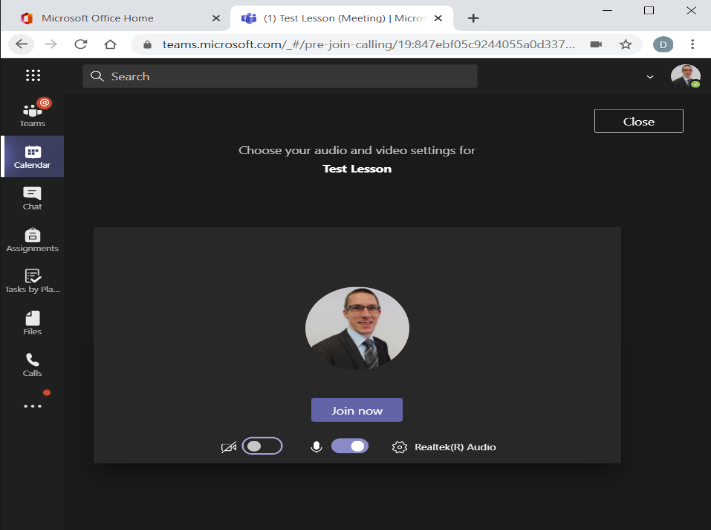 Microsoft Office Home
(1) Test Lesson (Meeting) | Micros
teams.microsoft.com/_#/pre-join-calling/19:847ebf05c9244055a0d337...
D
Search
@
Teams
Close
Choose your audio and video settings for
Test Lesson
Calendar
Chat
Assignments
Tasks by Pla...
Files
Calls
Join now
Realtek(R) Audio